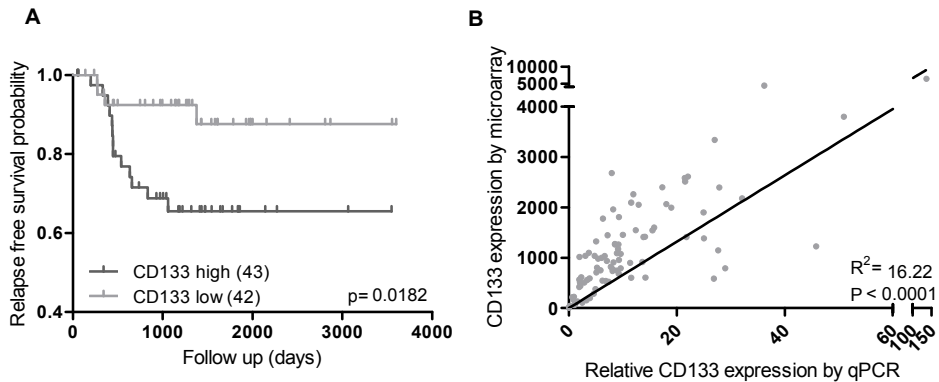 A
Relapse free survival probability
1.0
0.8
0.6
0.4
0
1000
2000
3000
4000
Follow up (days)
CD133 high (43)
CD133 low (42)
p= 0.0182
B
CD133 expression by microarray
10000
5000
4000
3000
2000
1000
0
0
20
40
60
100
150
Relative CD133 expression by qPCR
R2 = 16.22
P < 0.0001